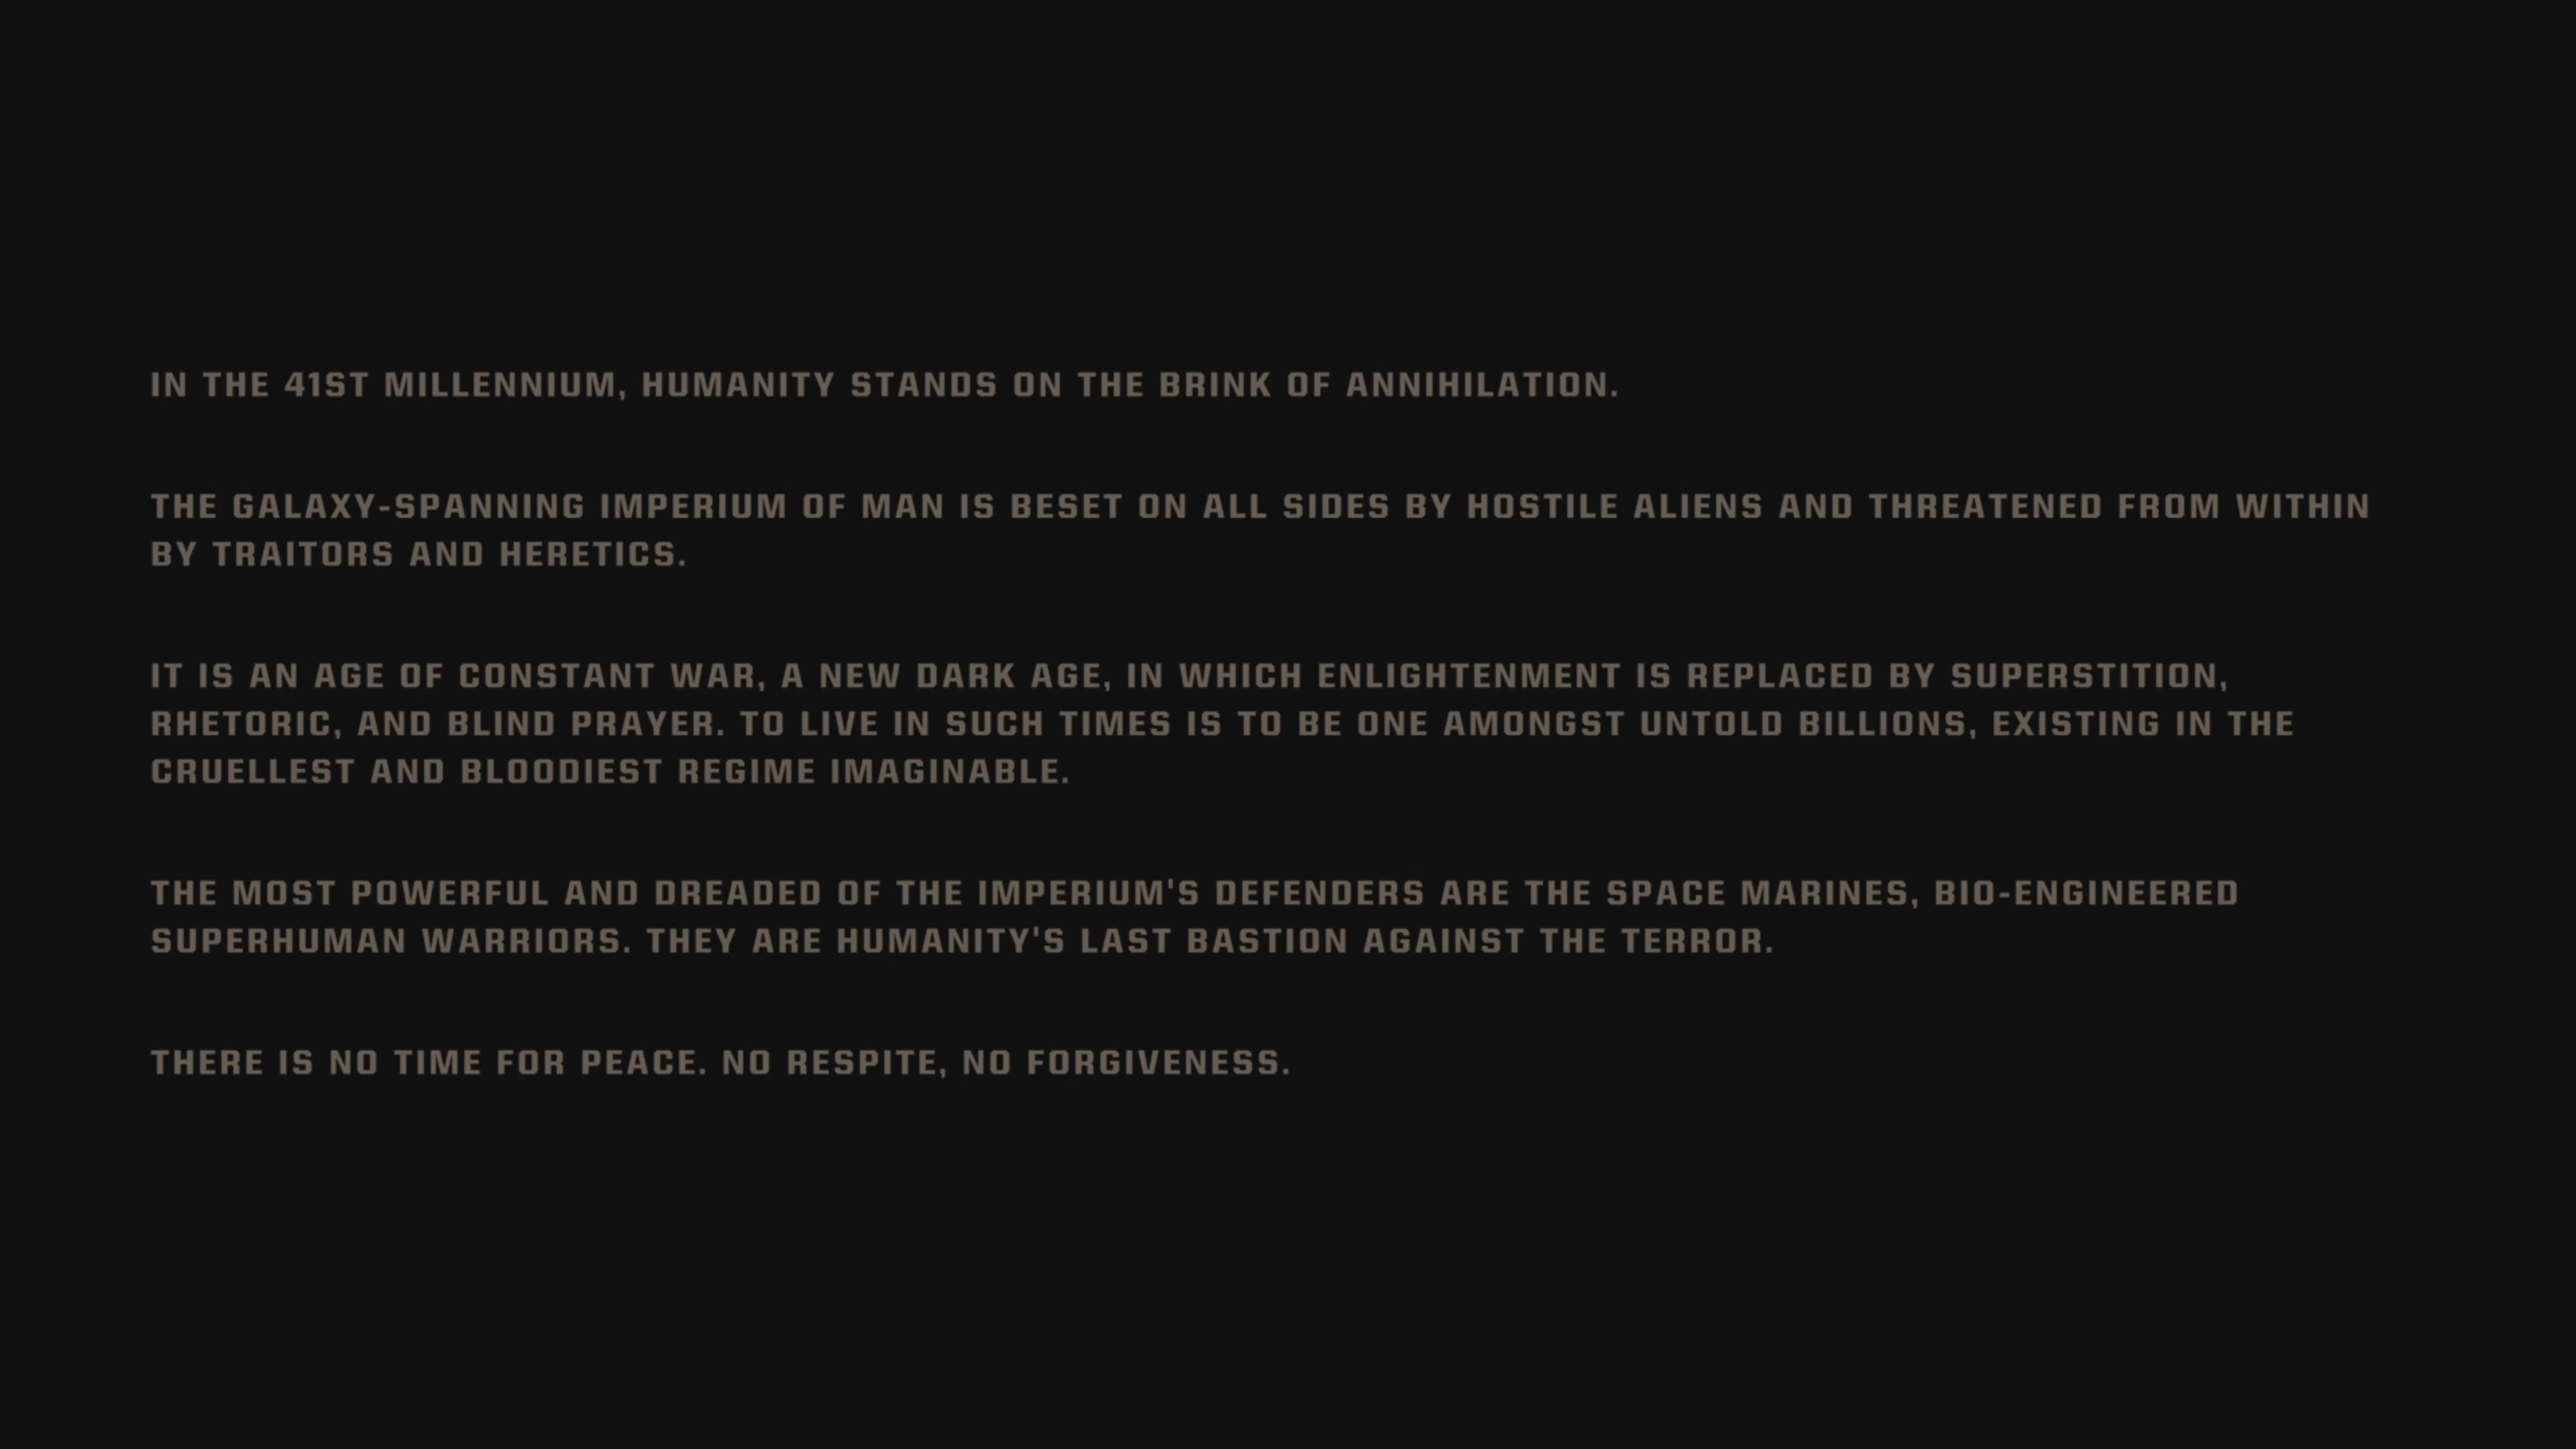 IN THE 41ST MILLENNIUM, HUMANITY STANDS ON THE BRINK OF ANNIHILATION.
THE GALAXY-SPANNING IMPERIUM OF MAN IS BESET ON ALL SIDES BY HOSTILE ALIENS AND THREATENED FROM WITHIN
BY TRAITORS AND HERETICS.
IT IS AN AGE OF CONSTANT WAR, A NEW DARK AGE, IN WHICH ENLIGHTENMENT IS REPLACED BY SUPERSTITION,
RHETORIC, AND BLIND PRAYER. TO LIVE IN SUCH TIMES IS TO BE ONE AMONGST UNTOLD BILLIONS, EXISTING IN THE
CRUELLEST AND BLOODIEST REGIME IMAGINABLE.
THE MOST POWERFUL AND DREADED OF THE IMPERIUM'S DEFENDERS ARE THE SPACE MARINES, BIO-ENGINEERED
SUPERHUMAN WARRIORS. THEY ARE HUMANITY'S LAST BASTION AGAINST THE TERROR.
THERE IS NO TIME FOR PEACE. NO RESPITE, NO FORGIVENESS.